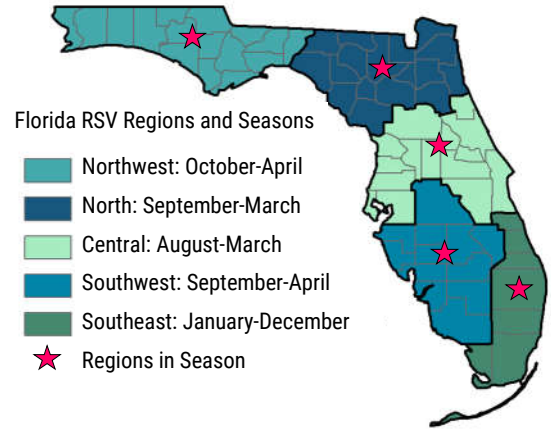 Florida RSV Regions and Seasons
Northwest: October-April
North: September-March
Central: August-March
Southwest: September-April
Southeast: January-December
Regions in Season